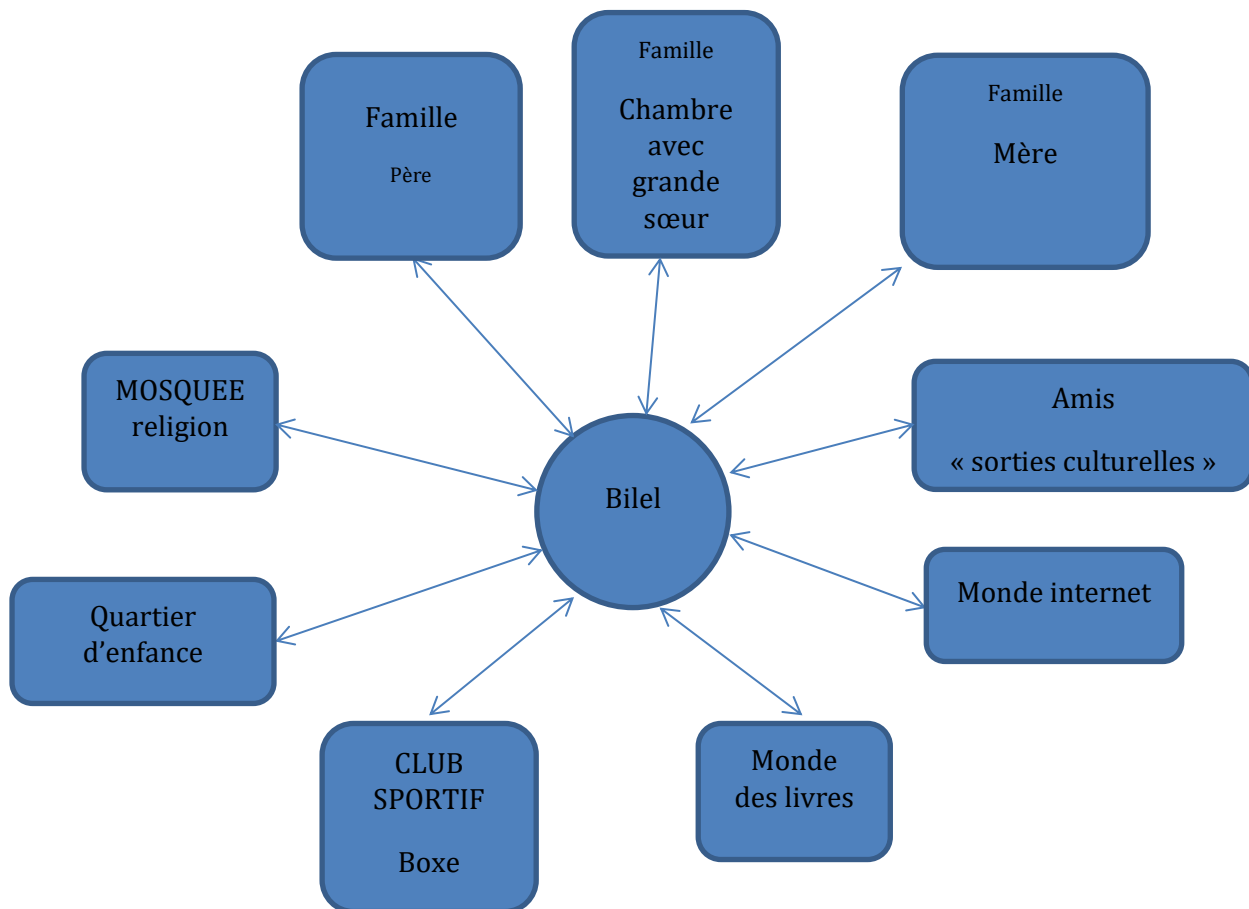 Famille
Père
Famille
Chambre
avec
grande
sœur
Famille
Mère
MOSQUEE
religion
Bilel
Amis
« sorties culturelles »
Quartier
d’enfance
Monde internet
CLUB
SPORTIF
Boxe
Monde
des livres